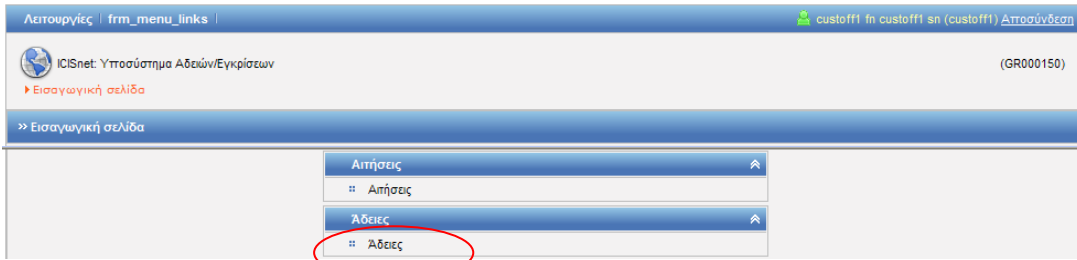 Λειτουργίες | frm_menu_links | custoff1 fn custoff1 sn (custoff1) Αποσύνδεση
ICISnet: Υποσύστημα Αδειών/Εγκρίσεων (GR000150)
Εισαγωγική σελίδα
» Εισαγωγική σελίδα
Αιτήσεις
Αιτήσεις
Άδειες
Άδειες